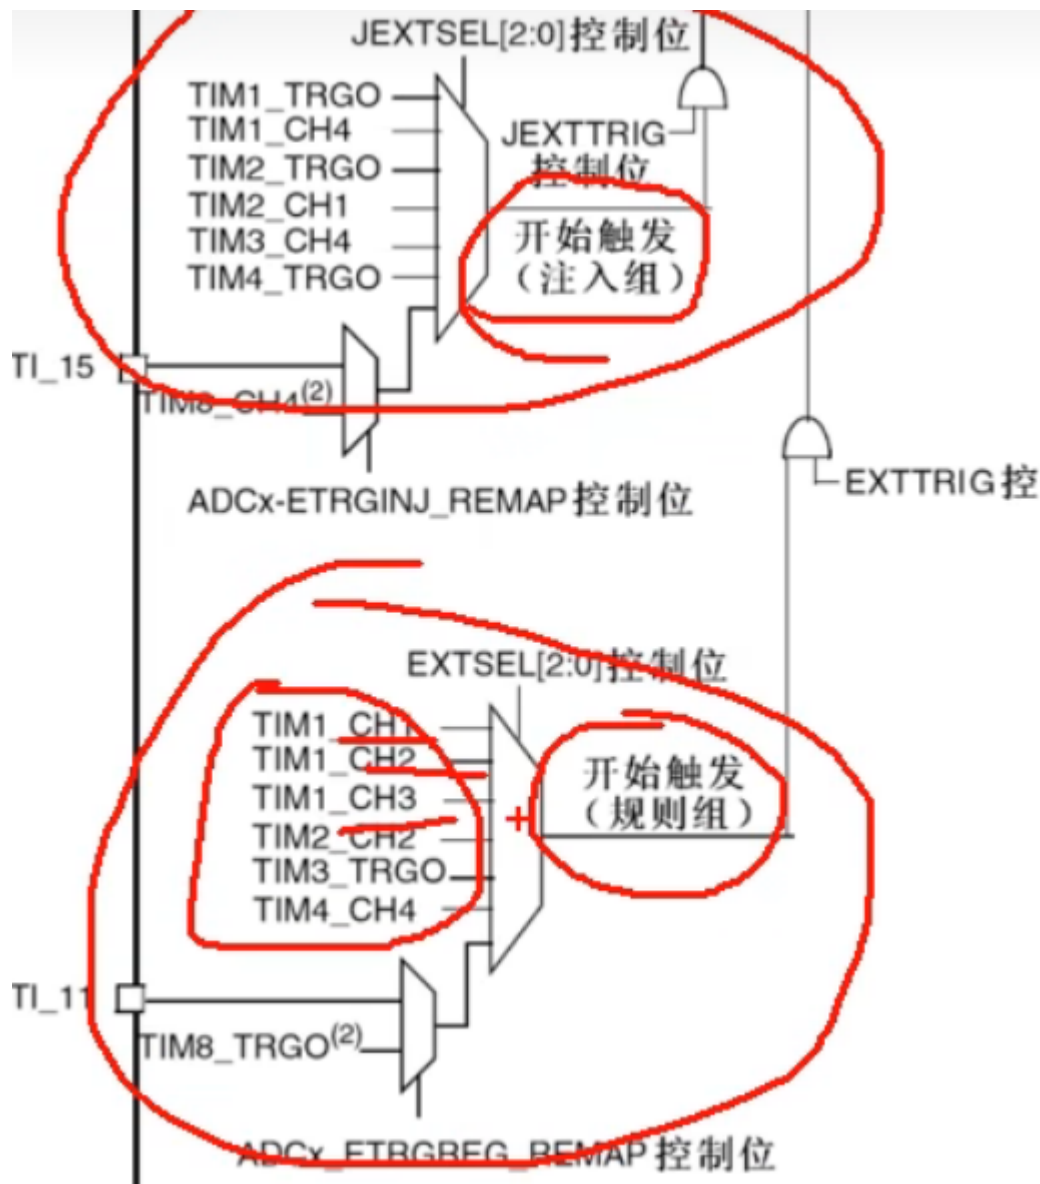 JEXTSEL[2:0]控制位
TIM1_TRGO
TIM1_CH4
JEXTTRIG
控制位
TIM2_TRGO
TIM2_CH1
TIM3_CH4
TIM4_TRGO
开始触发
（注入组）
TI_15
TIM8_CH4(2)
ADCx-ETRGINJ_REMAP控制位
EXTTRIG控
EXTSEL[2:0]控制位
TIM1_CH1
TIM1_CH2
TIM1_CH3
TIM2_CH2
TIM3_TRGO
TIM4_CH4
开始触发
（规则组）
TI_11
TIM8_TRGO(2)
ADCx_ETRGREG_REMAP控制位